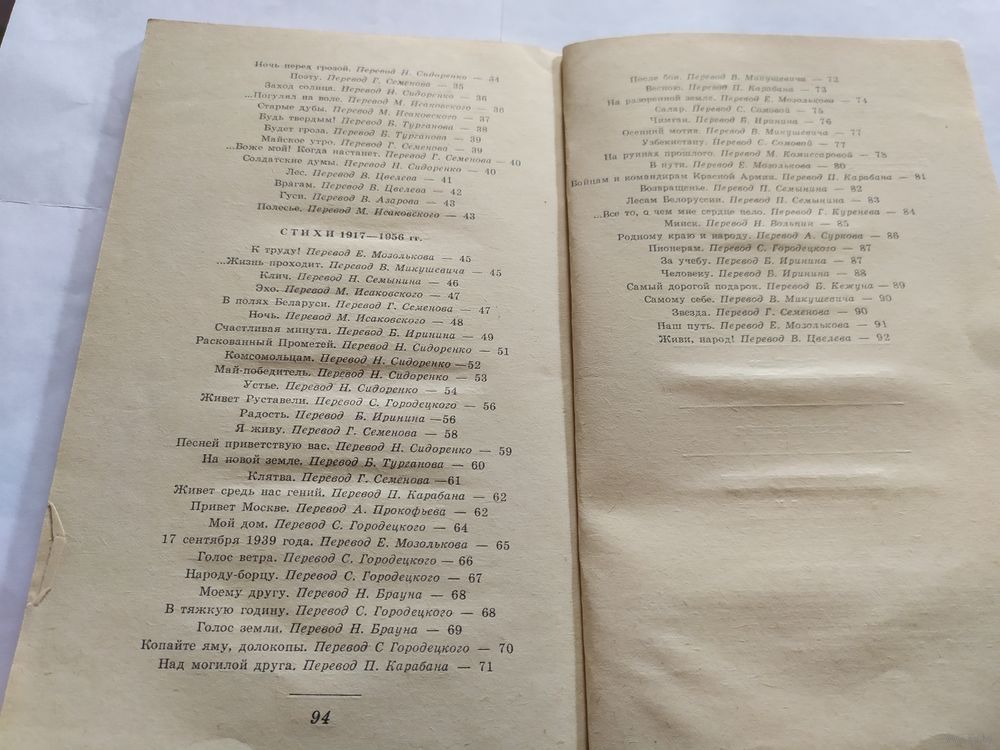 Ночь перед грозой. Перевод Н. Сидоренко — 34
Поэту. Перевод Г. Семенова — 35
Заход солнца. Перевод Н. Сидоренко — 36
...Погулял на воле. Перевод М. Исаковского — 36
Старые дубы. Перевод М. Исаковского — 37
Будь твердым! Перевод Б. Турганова — 38
Будет гроза. Перевод Б. Турганова — 39
Майское утро. Перевод Г. Семенова — 39
...Боже мой! Когда настанет. Перевод Г. Семенова — 40
Солдатские думы. Перевод Н. Сидоренко — 40
Лес. Перевод В. Цвелева — 41
Врагам. Перевод В. Цвелева — 42
Гуси. Перевод В. Азарова — 43
Полесье. Перевод М. Исаковского — 43
СТИХИ 1917—1956 гг.
К труду! Перевод Е. Мозолькова — 45
...Жизнь проходит. Перевод В. Микушевича — 45
Клич. Перевод Н. Семынина — 46
Эхо. Перевод М. Исаковского — 47
В полях Беларуси. Перевод Г. Семенова — 47
Ночь. Перевод М. Исаковского — 48
Счастливая минута. Перевод Б. Иринина — 49
Раскованный Прометей. Перевод Н. Сидоренко — 51
Комсомольцам. Перевод Н. Сидоренко —52
Май-победитель. Перевод Н. Сидоренко — 53
Устье. Перевод Н. Сидоренко — 54
Живет Руставели. Перевод С. Городецкого — 56
Радость. Перевод Б. Иринина —56
Я живу. Перевод Г. Семенова — 58
Песней приветствую вас. Перевод Н. Сидоренко — 59
На новой земле. Перевод Б. Турганова — 60
Клятва. Перевод Г. Семенова —61
Живет средь нас гений. Перевод П. Карабана — 62
Привет Москве. Перевод А. Прокофьева — 62
Мой дом. Перевод С. Городецкого — 64
17 сентября 1939 года. Перевод Е. Мозолькова — 65
Голос ветра. Перевод С. Городецкого — 66
Народу-борцу. Перевод С. Городецкого — 67
Моему другу. Перевод Н. Брауна — 68
В тяжкую годину. Перевод С. Городецкого — 68
Голос земли. Перевод Н. Брауна — 69
Копайте яму, долокопы. Перевод С Городецкого — 70
Над могилой друга. Перевод П. Карабана — 71
94
После боя. Перевод В. Микушевича — 72
Весною. Перевод П. Карабана — 73
На разоренной земле. Перевод Е. Мозолькова — 74
Салар. Перевод С. Сомовой — 75
Чимган. Перевод Б. Иринина — 76
Осенний мотив. Перевод В. Микушевича — 77
Узбекистану. Перевод С. Сомовой — 77
На руинах прошлого. Перевод М. Комиссаровой — 78
В пути. Перевод Е. Мозолькова — 80
Бойцам и командирам Красной Армии. Перевод П. Карабана — 81
Возвращенье. Перевод П. Семынина — 82
Лесам Белоруссии. Перевод П. Семынина — 83
...Все то, о чем мне сердце пело. Перевод Г. Куренева — 84
Минск. Перевод Н. Вольпин — 85
Родному краю и народу. Перевод А. Суркова — 86
Пионерам. Перевод С. Городецкого — 87
За учебу. Перевод Б. Иринина — 87
Человеку. Перевод Б. Иринина — 88
Самый дорогой подарок. Перевод Б. Кежуна — 89
Самому себе. Перевод В. Микушевича — 90
Звезда. Перевод Г. Семенова — 90
Наш путь. Перевод Е. Мозолькова — 91
Живи, народ! Перевод В. Цвелева — 92